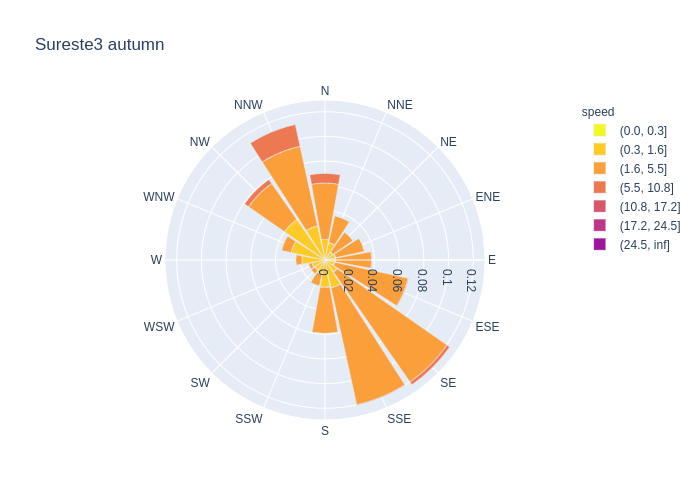 Sureste3 autumn
N
NNE
NE
ENE
E
ESE
SE
SSE
S
SSW
SW
WSW
W
WNW
NW
NNW
0
0.02
0.04
0.06
0.08
0.1
0.12
speed
(0.0, 0.3]
(0.3, 1.6]
(1.6, 5.5]
(5.5, 10.8]
(10.8, 17.2]
(17.2, 24.5]
(24.5, inf]